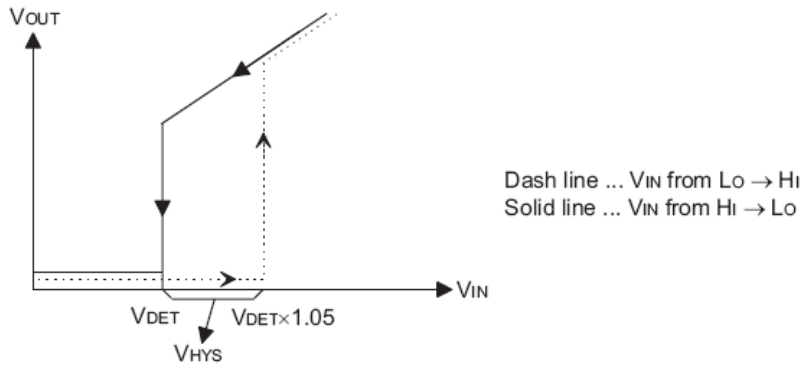 VOUT
Dash line ... VIN from LO → HI
Solid line ... VIN from HI → LO
VIN
VDET
VDET×1.05
VHYS